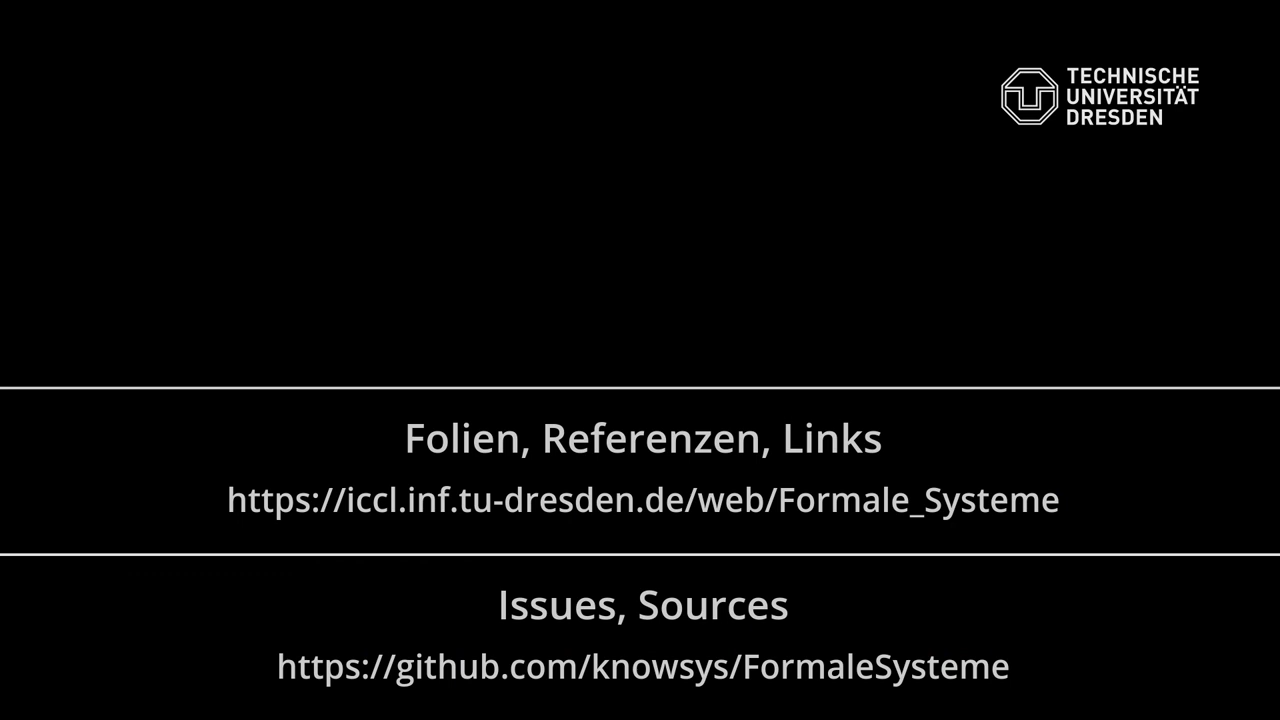 TECHNISCHE
UNIVERSITÄT
DRESDEN
Folien, Referenzen, Links
https://iccl.inf.tu-dresden.de/web/Formale_Systeme
Issues, Sources
https://github.com/knowsys/FormaleSysteme